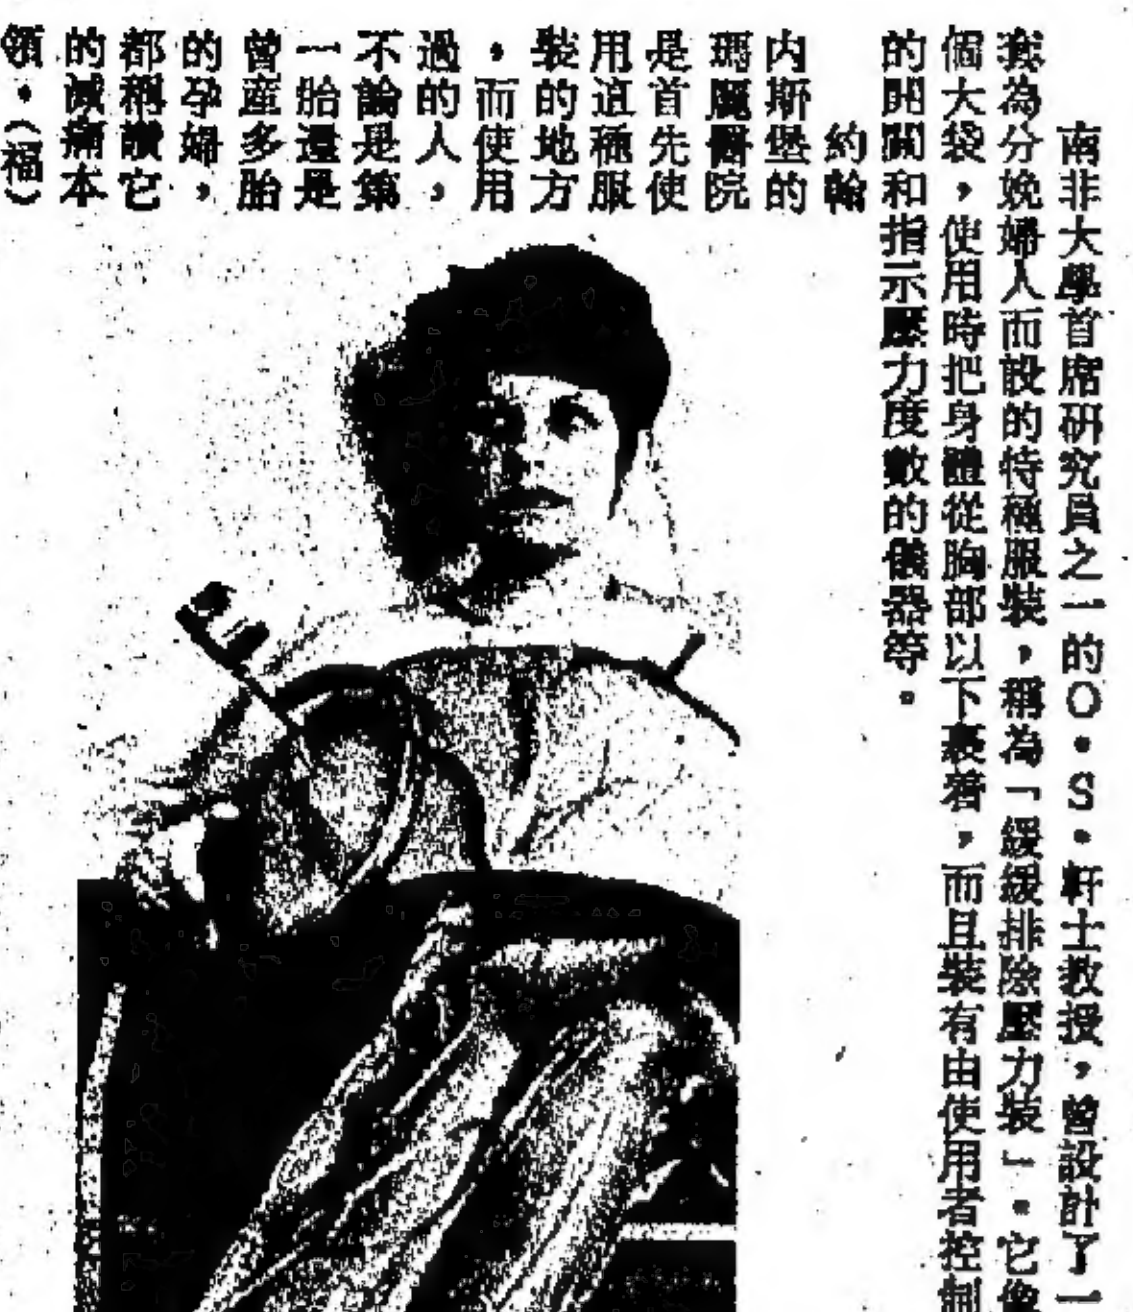 南非大學首席研究員之一的O·S·軒士教授，曾設計了一
套為分娩婦人而設的特種服裝，稱為「緩緩排除壓力裝」。它像
個大袋，使用時把身體從胸部以下裹着，而且裝有由使用者控制
的開關和指示壓力度數的儀器等。
約翰
內斯堡的
瑪麗醫院
是首先使
用這種服
裝的地方
，而使用
過的人，
不論是第
一胎還是
曾產多胎
的孕婦，
都稱讚它
的減痛本
領。（福）